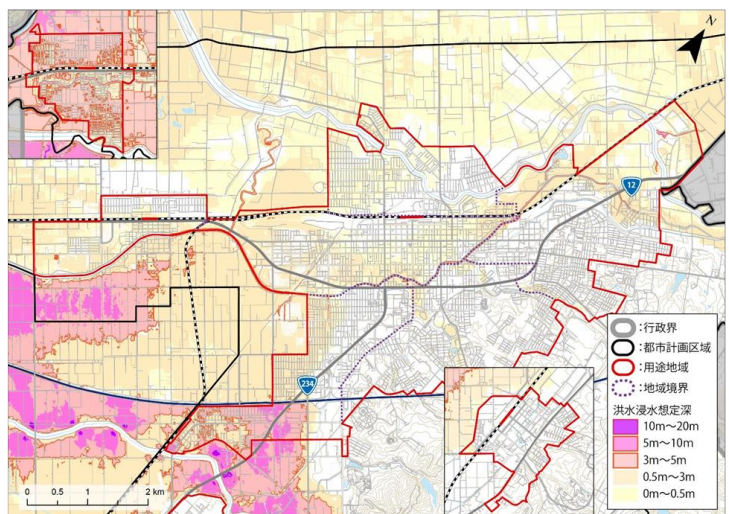 N
12
234
:行政界
:都市計画区域
:用途地域
:地域境界
洪水浸水想定深
10m～20m
5m～10m
3m～5m
0.5m～3m
0m～0.5m
0 0.5 1 2 km